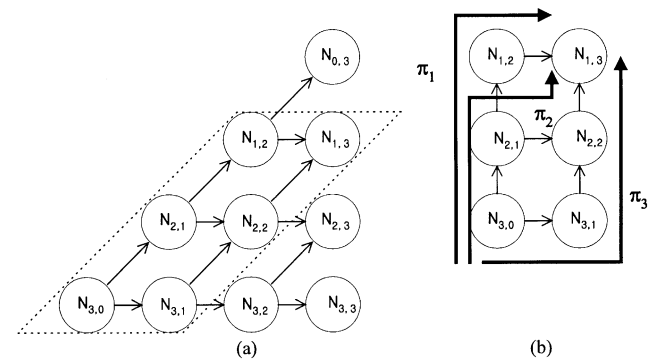 N0,3
N1,2 N1,3
N2,1 N2,2 N2,3
N3,0 N3,1 N3,2 N3,3
(a)
π1
N1,2 N1,3
π2
N2,1 N2,2
π3
N3,0 N3,1
(b)